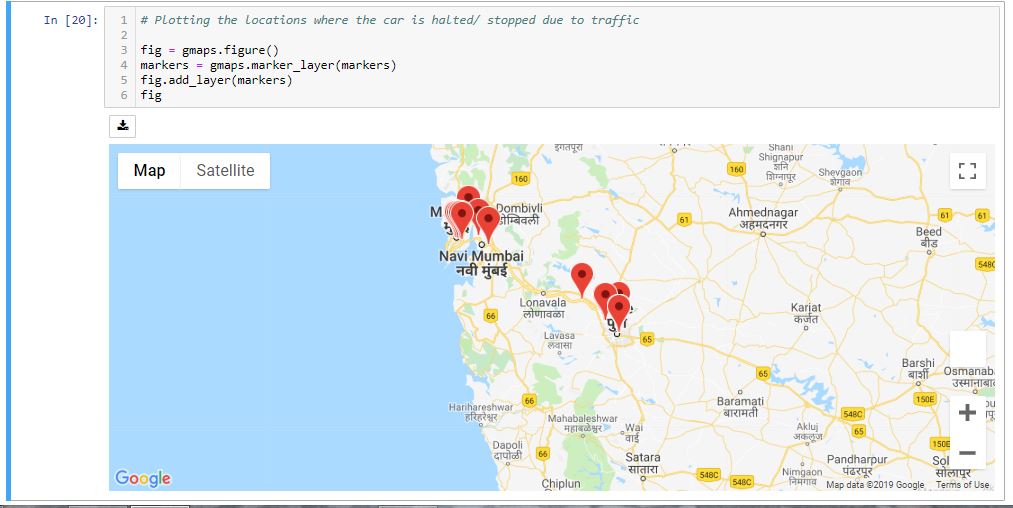 In [20]:
1 # Plotting the locations where the car is halted/ stopped due to traffic
2
3 fig = gmaps.figure()
4 markers = gmaps.marker_layer(markers)
5 fig.add_layer(markers)
6 fig
Map Satellite
इगतपूरी
160
160
Shani
Shignapur
शनि
शिंगनापूर
Shevgaon
शेगाव
M
Dombivli
डोम्बिवली
61
Ahmednagar
अहमदनगर
61
61
Beed
बीड
Navi Mumbai
नवी मुंबई
548C
Lonavala
लोणावळा
66
Karjat
कर्जत
Lavasa
लवासा
65
Barshi
बार्शी
65
Osmanaba
Harihareshwar
हरिहरेश्वर
66
Baramati
बारामती
150E
Mahabaleshwar
महाबळेश्वर
Wai
वाई
548C
Akluj
अकलूज
65
Dapoli
दापोली
66
Satara
सातारा
Pandharpur
पंढरपूर
150E
Sol
सोलापूर
Chiplun
548C
548C
Nimgaon
निमगाव
Google
Map data ©2019 Google Terms of Use